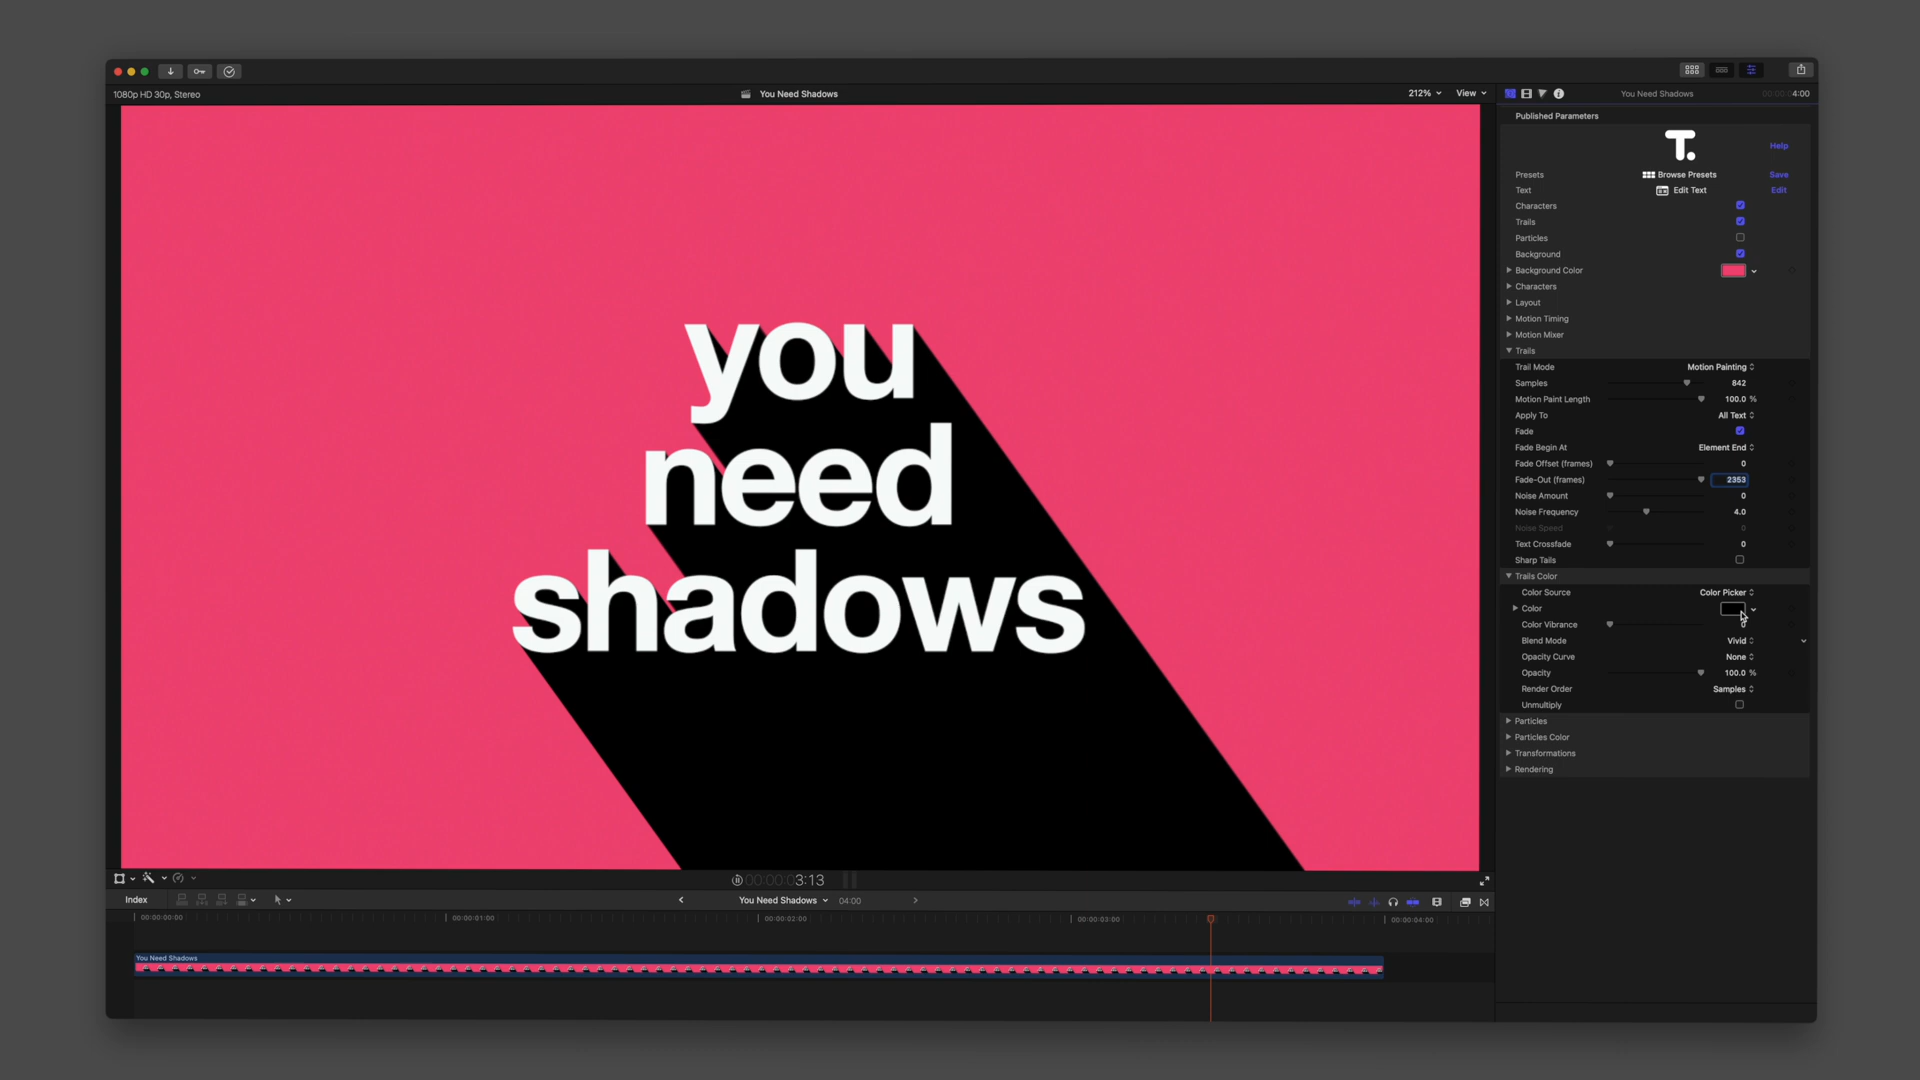 1080p HD 30p, Stereo
You Need Shadows
212%
View
You Need Shadows
00:00:04:00
Published Parameters
T.
Help
Presets
Browse Presets
Save
Text
Edit Text
Edit
Characters
Trails
Particles
Background
Background Color
Characters
Layout
Motion Timing
Motion Mixer
Trails
Trail Mode
Motion Painting
Samples
842
Motion Paint Length
100.0 %
Apply To
All Text
Fade
Fade Begin At
Element End
Fade Offset (frames)
0
Fade-Out (frames)
2353
Noise Amount
0
Noise Frequency
4.0
Noise Speed
0
Text Crossfade
0
Sharp Tails
Trails Color
Color Source
Color Picker
Color
Color Vibrance
Blend Mode
Vivid
Opacity Curve
None
Opacity
100.0 %
Render Order
Samples
Unmultiply
Particles
Particles Color
Transformations
Rendering
you
need
shadows
00:00:03:13
Index
You Need Shadows
04:00
00:00:00:00
00:00:01:00
00:00:02:00
00:00:03:00
00:00:04:00
You Need Shadows